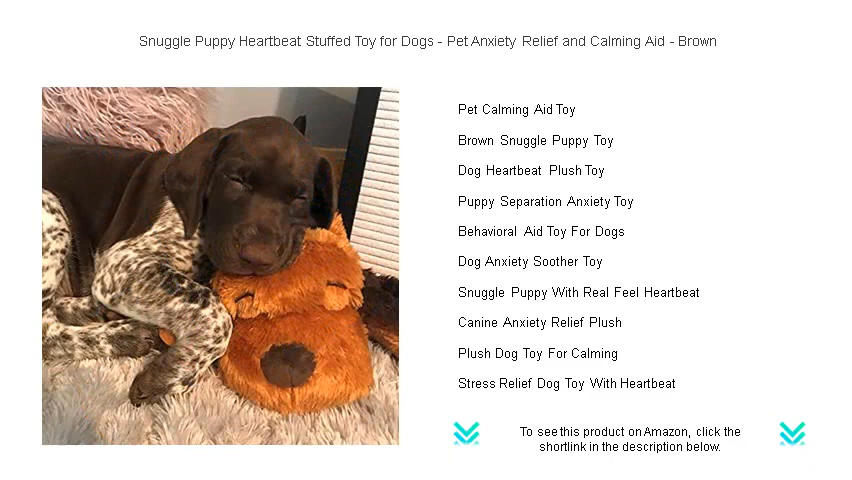 Snuggle Puppy Heartbeat Stuffed Toy for Dogs - Pet Anxiety Relief and Calming Aid - Brown
Pet Calming Aid Toy
Brown Snuggle Puppy Toy
Dog Heartbeat Plush Toy
Puppy Separation Anxiety Toy
Behavioral Aid Toy For Dogs
Dog Anxiety Soother Toy
Snuggle Puppy With Real Feel Heartbeat
Canine Anxiety Relief Plush
Plush Dog Toy For Calming
Stress Relief Dog Toy With Heartbeat
To see this product on Amazon, click the
shortlink in the description below.